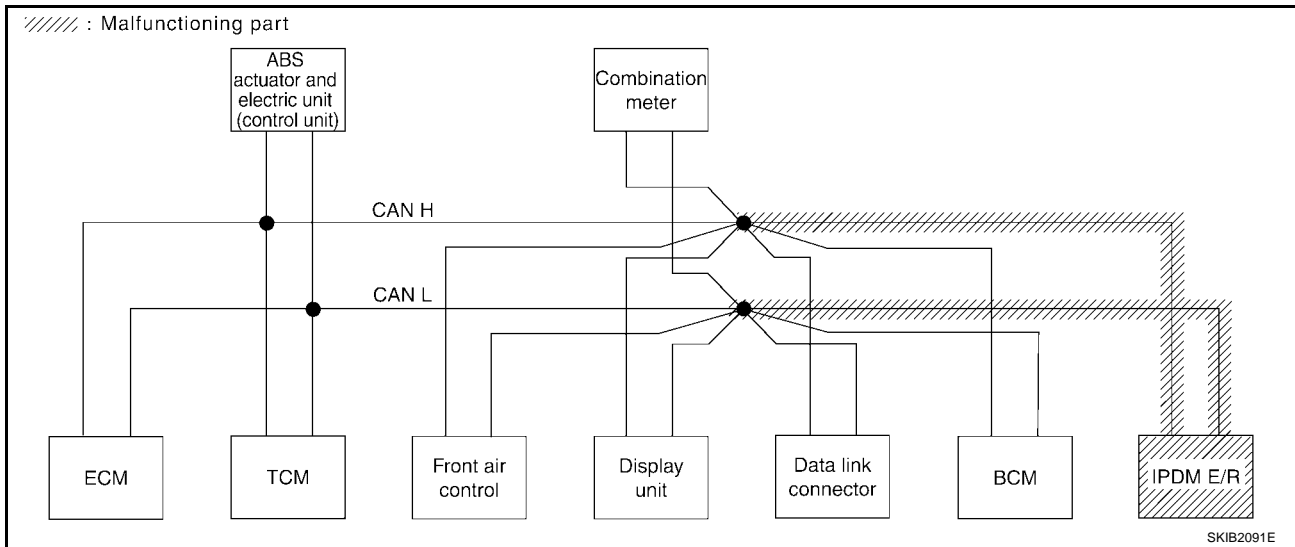 : Malfunctioning part
ABS
actuator and
electric unit
(control unit)
Combination
meter
CAN H
CAN L
ECM
TCM
Front air
control
Display
unit
Data link
connector
BCM
IPDM E/R
SKIB2091E